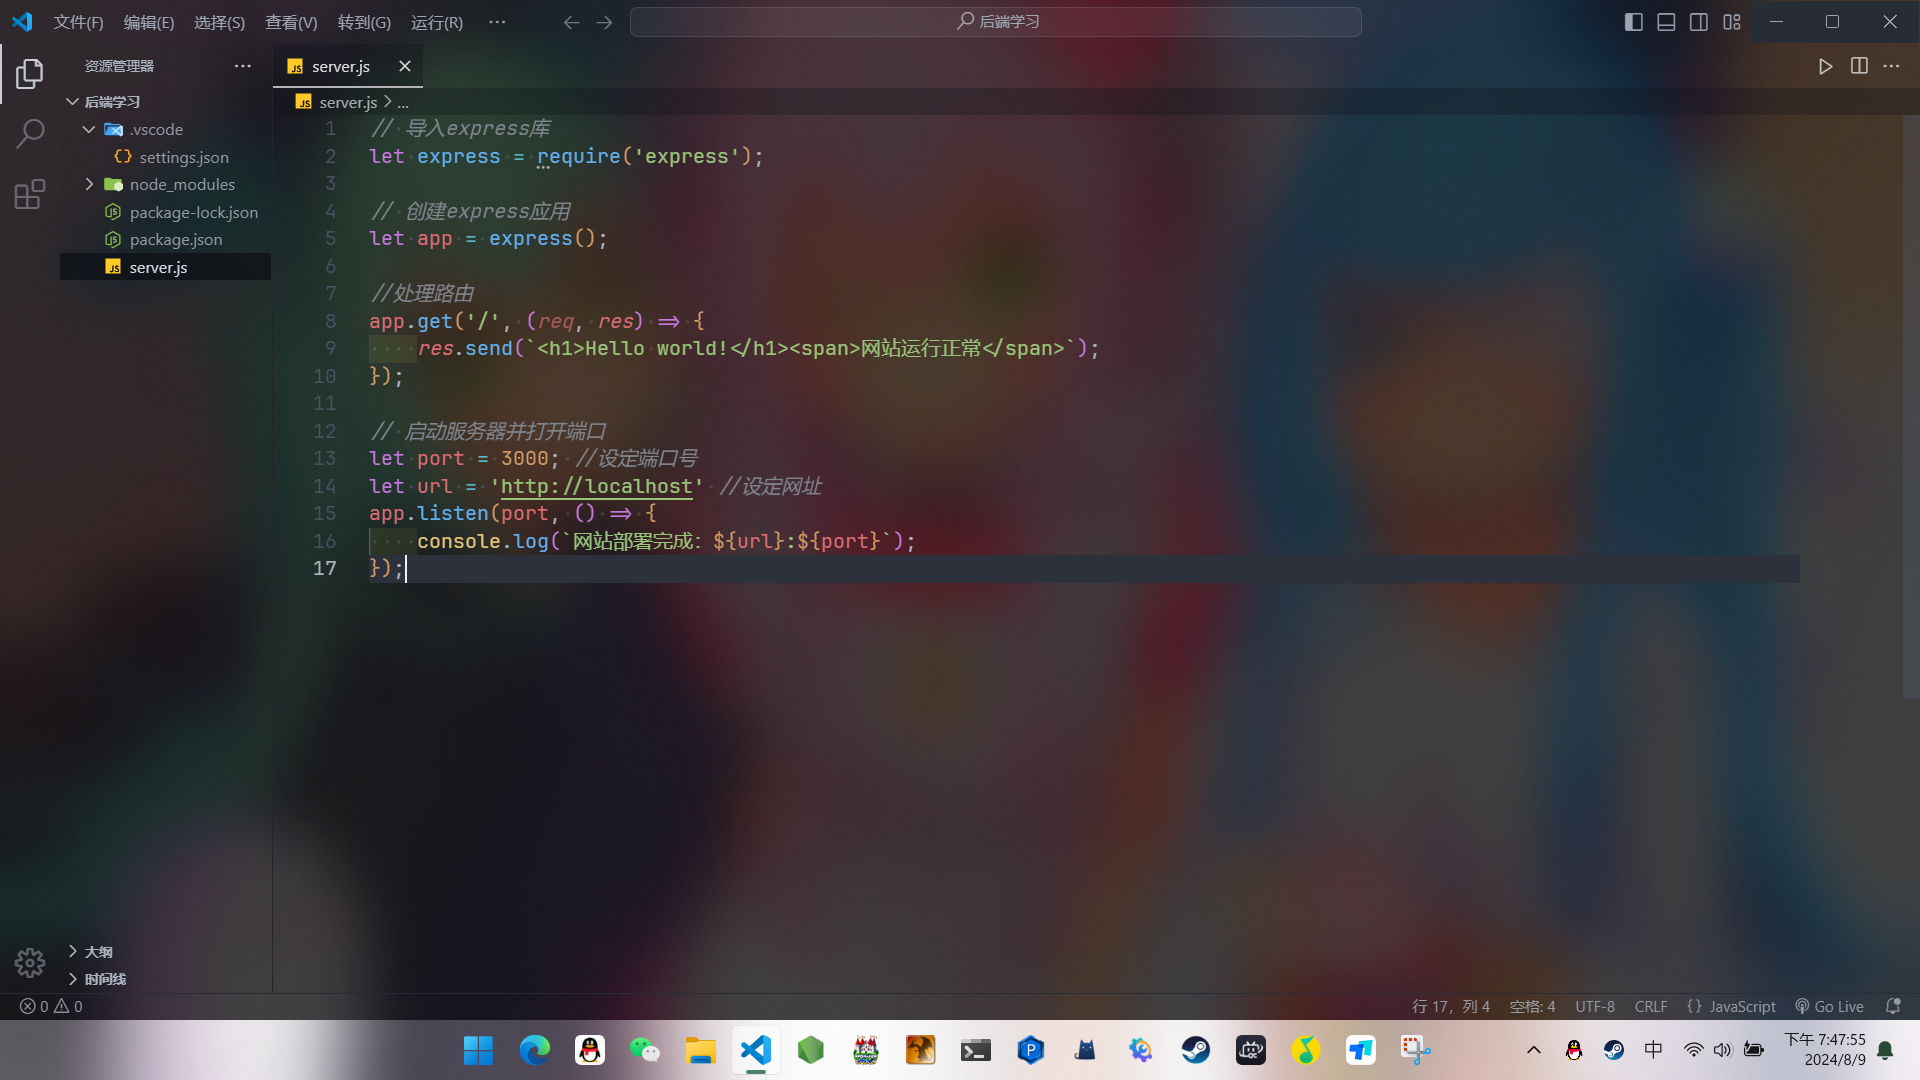 文件(F) 编辑(E) 选择(S) 查看(V) 转到(G) 运行(R) ··· 后端学习
资源管理器 ···
server.js
server.js > ...
后端学习
.vscode
settings.json
node_modules
package-lock.json
package.json
server.js
1 // 导入express库
2 let express = require('express');
3
4 // 创建express应用
5 let app = express();
6
7 //处理路由
8 app.get('/', (req, res) => {
9 res.send(`<h1>Hello world!</h1><span>网站运行正常</span>`);
10 });
11
12 // 启动服务器并打开端口
13 let port = 3000; //设定端口号
14 let url = 'http://localhost' //设定网址
15 app.listen(port, () => {
16 console.log(`网站部署完成: ${url}:${port}`);
17 });
大纲
时间线
0 0 行 17，列 4 空格: 4 UTF-8 CRLF {} JavaScript Go Live
中 下午 7:47:55
2024/8/9